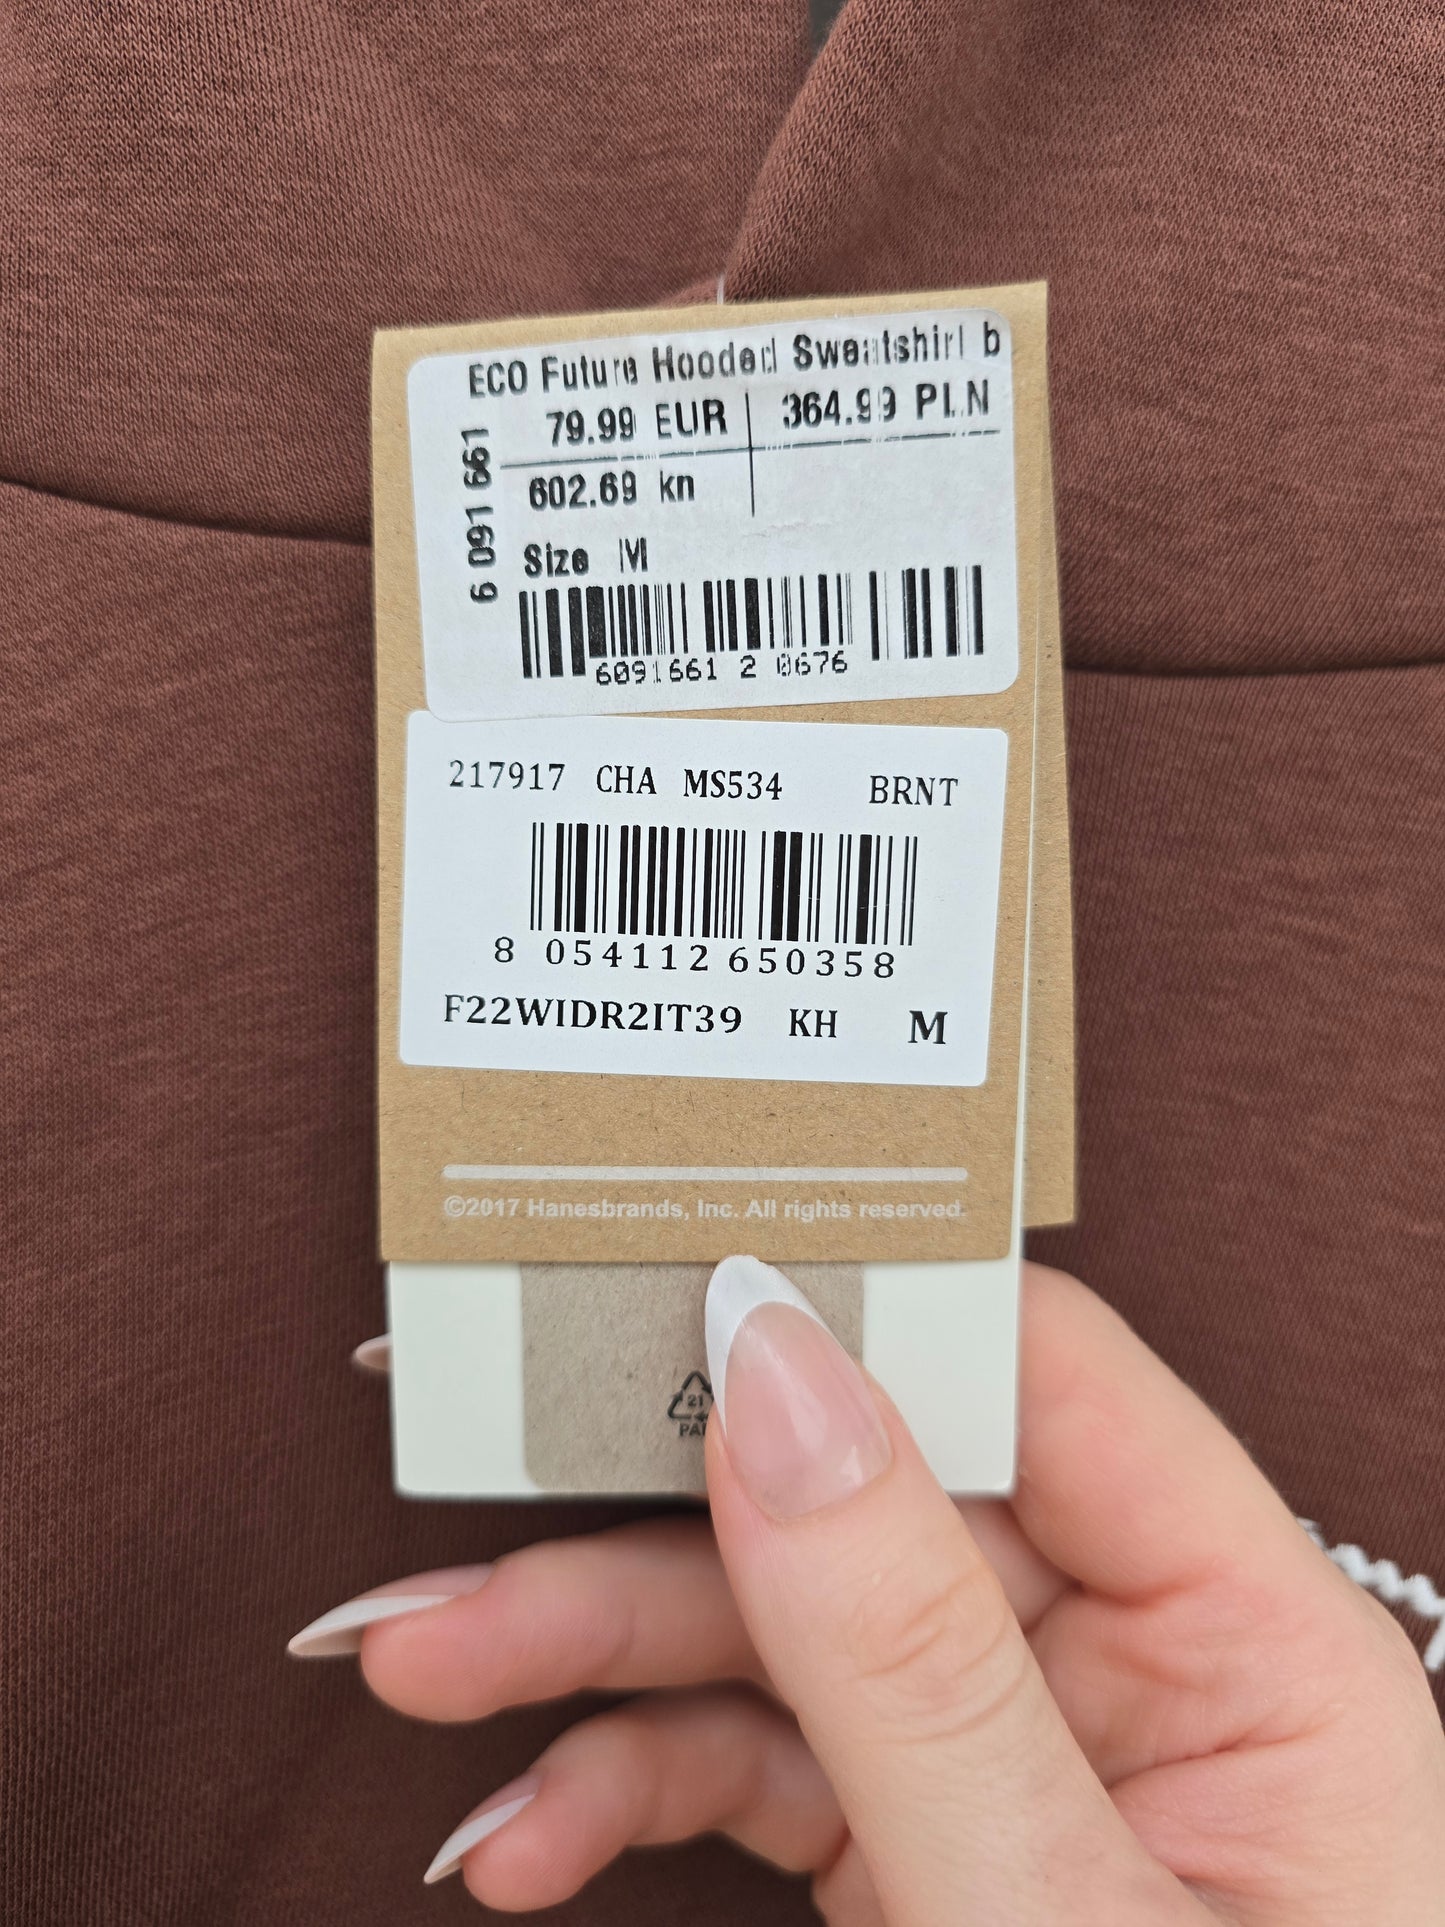 ECO Future Hooded Sweatshirt b
79.99 EUR 364.99 PLN
602.69 kn
6 091 661
Size M
6091661 2 0676
217917 CHA MS534 BRNT
8 054112 650358
F22WIDR2IT39 KH M
©2017 Hanesbrands, Inc. All rights reserved.
21